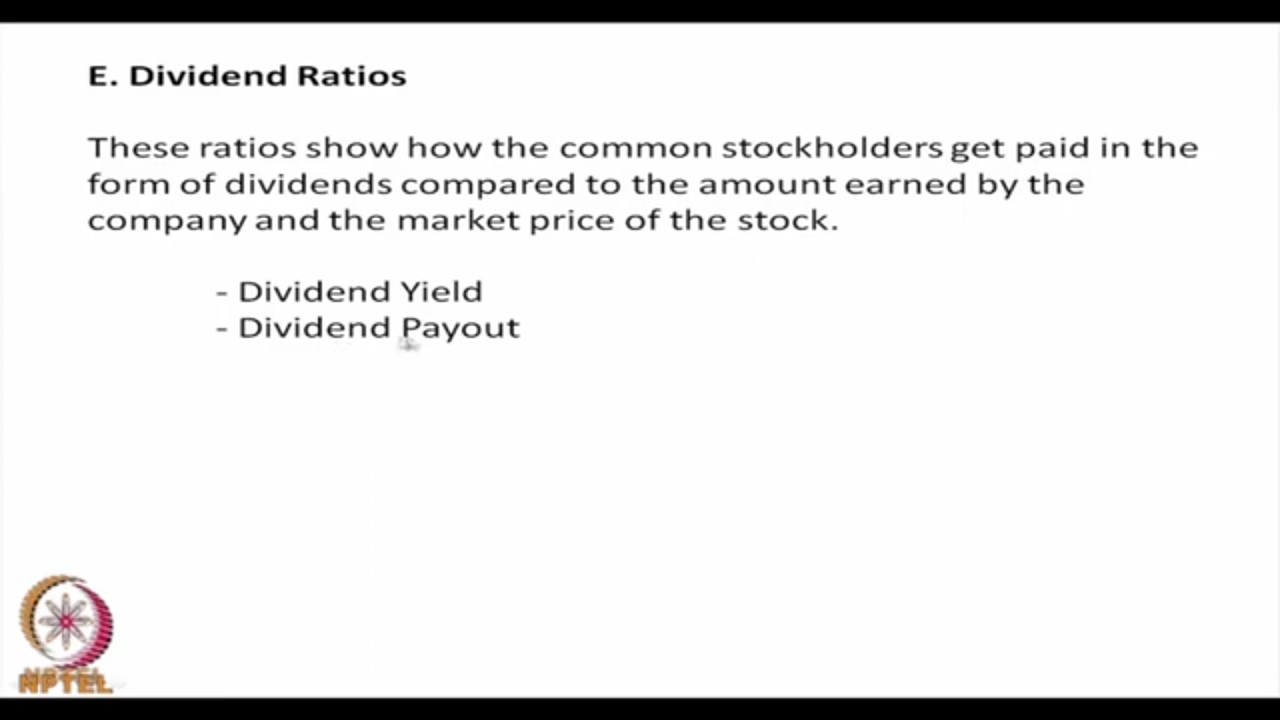 E. Dividend Ratios
These ratios show how the common stockholders get paid in the
form of dividends compared to the amount earned by the
company and the market price of the stock.
- Dividend Yield
- Dividend Payout
NPTEL